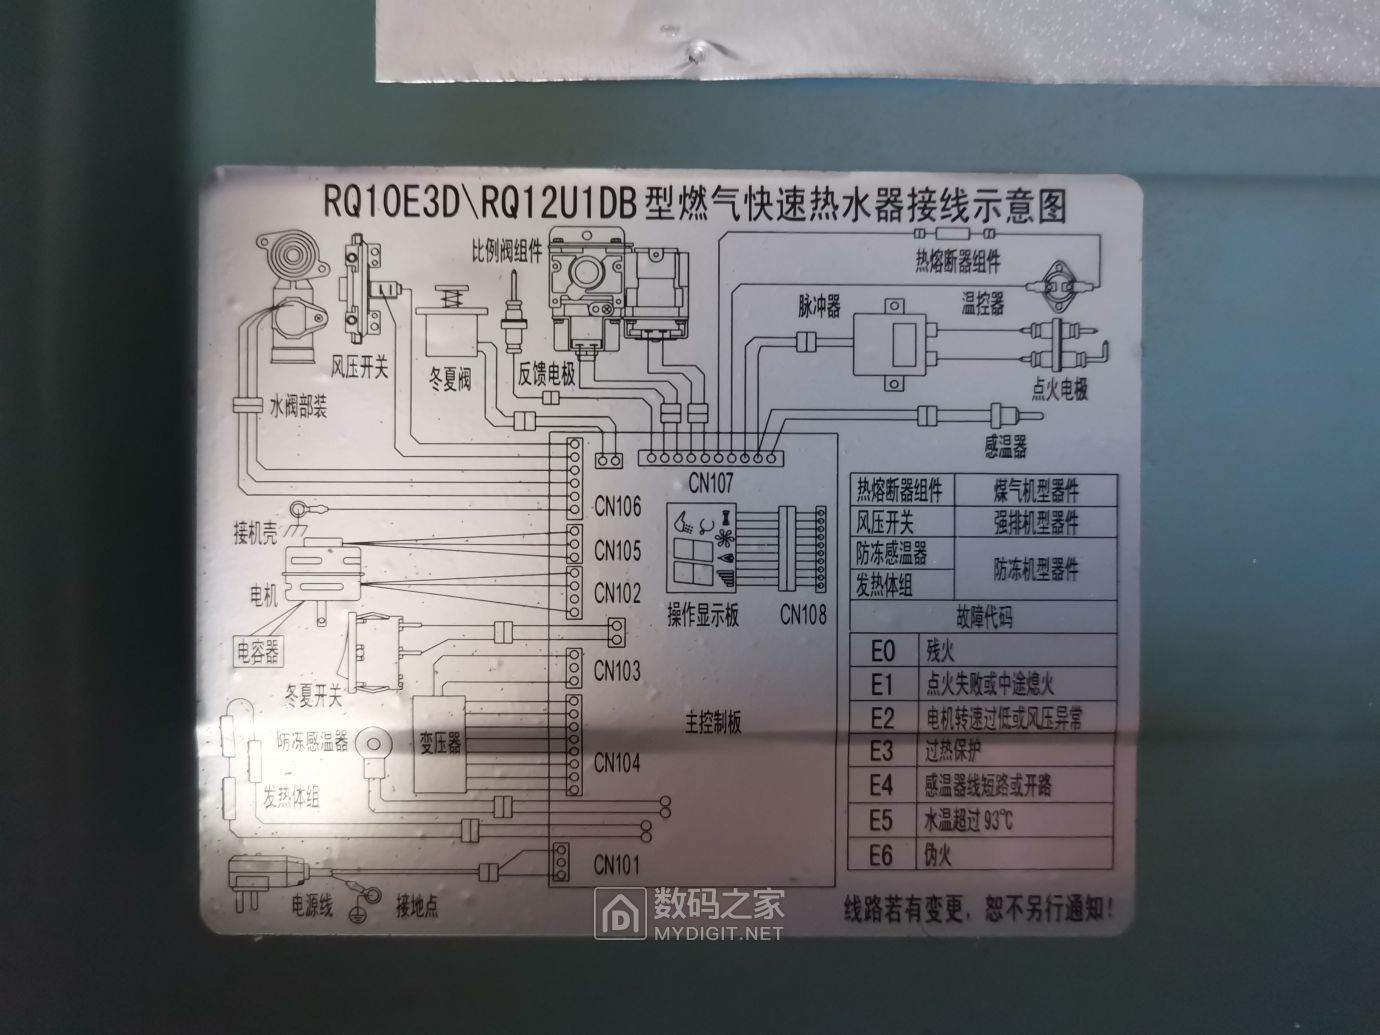 RQ10E3D\RQ12U1DB型燃气快速热水器接线示意图
比例阀组件
热熔断器组件
脉冲器
温控器
风压开关
冬夏阀
反馈电极
点火电极
水阀部装
感温器
CN107
CN106
接机壳
CN105
电机
CN102
操作显示板
CN108
电容器
CN103
冬夏开关
主控制板
防冻感温器
变压器
CN104
发热体组
CN101
电源线
接地点
热熔断器组件 煤气机型器件
风压开关 强排机型器件
防冻感温器 防冻机型器件
发热体组
故障代码
E0 残火
E1 点火失败或中途熄火
E2 电机转速过低或风压异常
E3 过热保护
E4 感温器线短路或开路
E5 水温超过93℃
E6 伪火
线路若有变更，恕不另行通知！
数码之家
MYDIGIT.NET